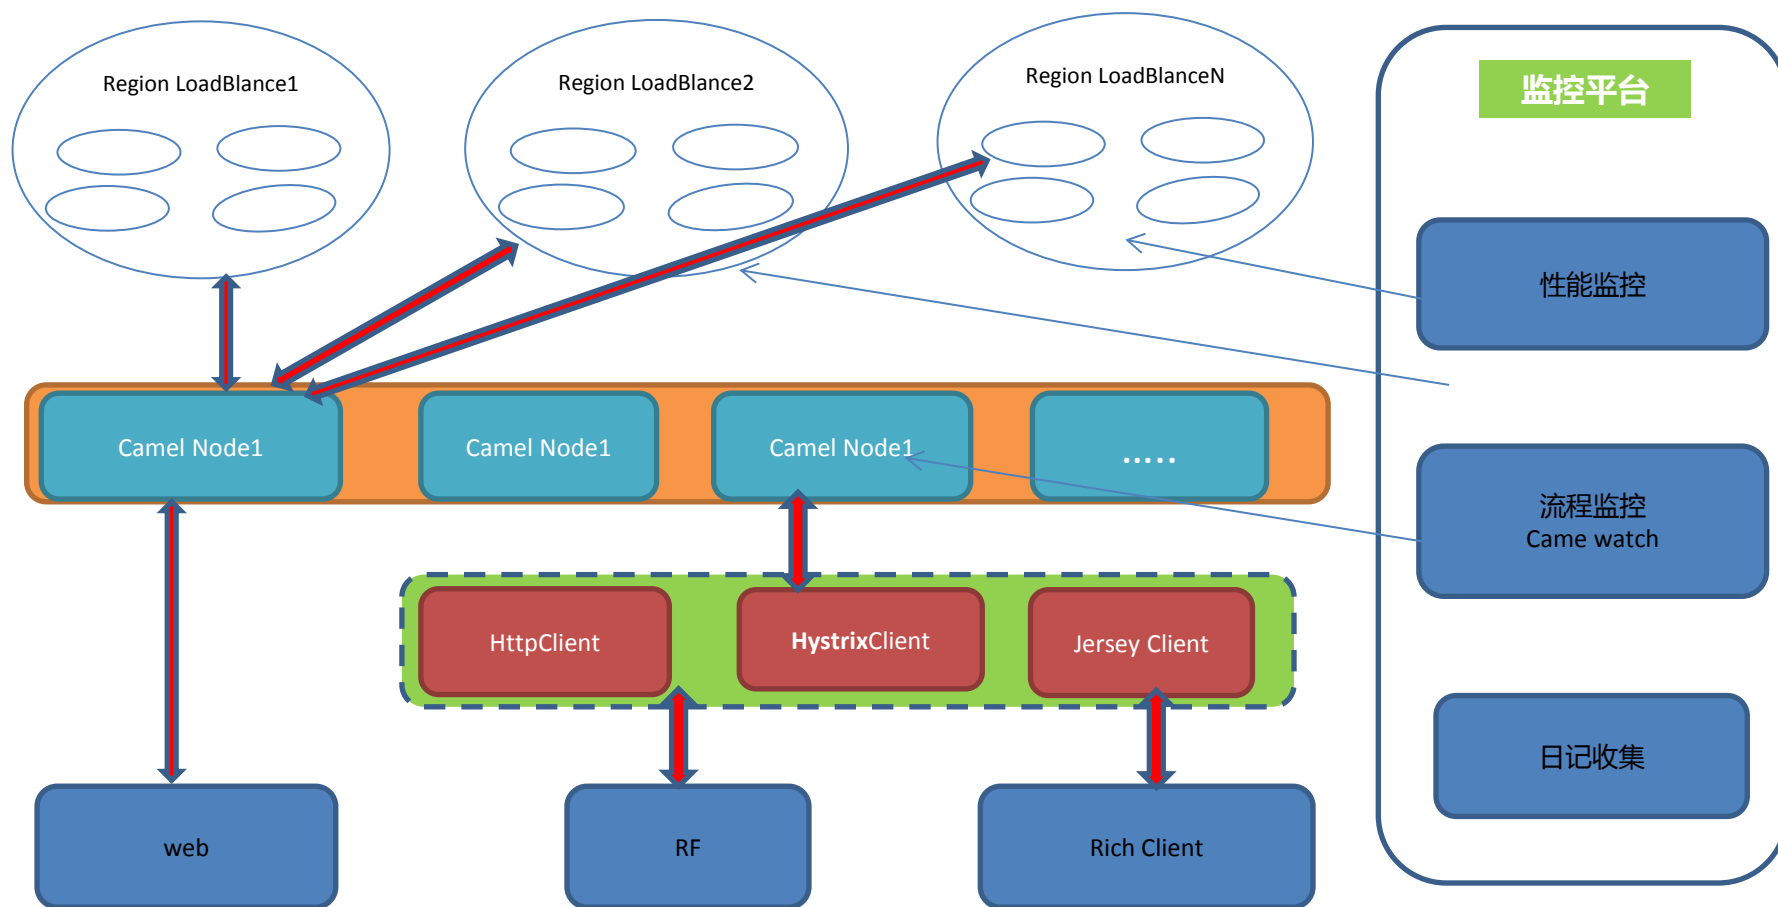 Region LoadBlance1
Region LoadBlance2
Region LoadBlanceN
监控平台
性能监控
Camel Node1
Camel Node1
Camel Node1
.....
流程监控
Came watch
HttpClient
HystrixClient
Jersey Client
日记收集
web
RF
Rich Client